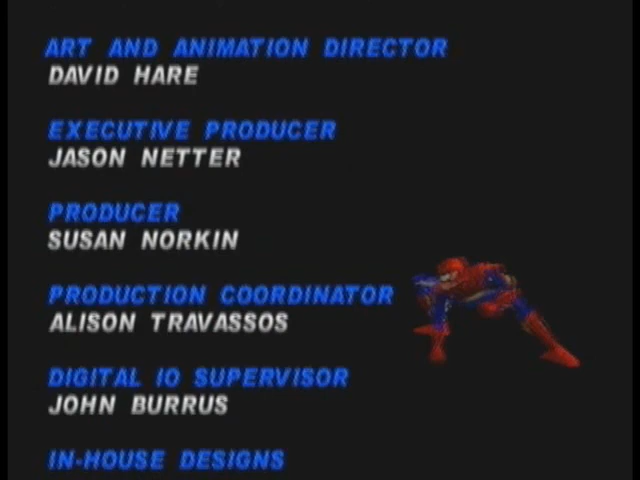 ART AND ANIMATION DIRECTOR
DAVID HARE
EXECUTIVE PRODUCER
JASON NETTER
PRODUCER
SUSAN NORKIN
PRODUCTION COORDINATOR
ALISON TRAVASSOS
DIGITAL IO SUPERVISOR
JOHN BURRUS
IN-HOUSE DESIGNS